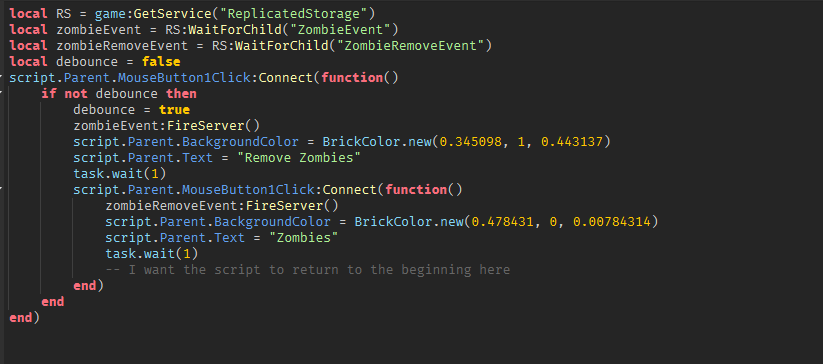 local RS = game:GetService("ReplicatedStorage")
local zombieEvent = RS:WaitForChild("ZombieEvent")
local zombieRemoveEvent = RS:WaitForChild("ZombieRemoveEvent")
local debounce = false
script.Parent.MouseButton1Click:Connect(function()
    if not debounce then
        debounce = true
        zombieEvent:FireServer()
        script.Parent.BackgroundColor = BrickColor.new(0.345098, 1, 0.443137)
        script.Parent.Text = "Remove Zombies"
        task.wait(1)
        script.Parent.MouseButton1Click:Connect(function()
            zombieRemoveEvent:FireServer()
            script.Parent.BackgroundColor = BrickColor.new(0.478431, 0, 0.00784314)
            script.Parent.Text = "Zombies"
            task.wait(1)
            -- I want the script to return to the beginning here
        end)
    end
end)